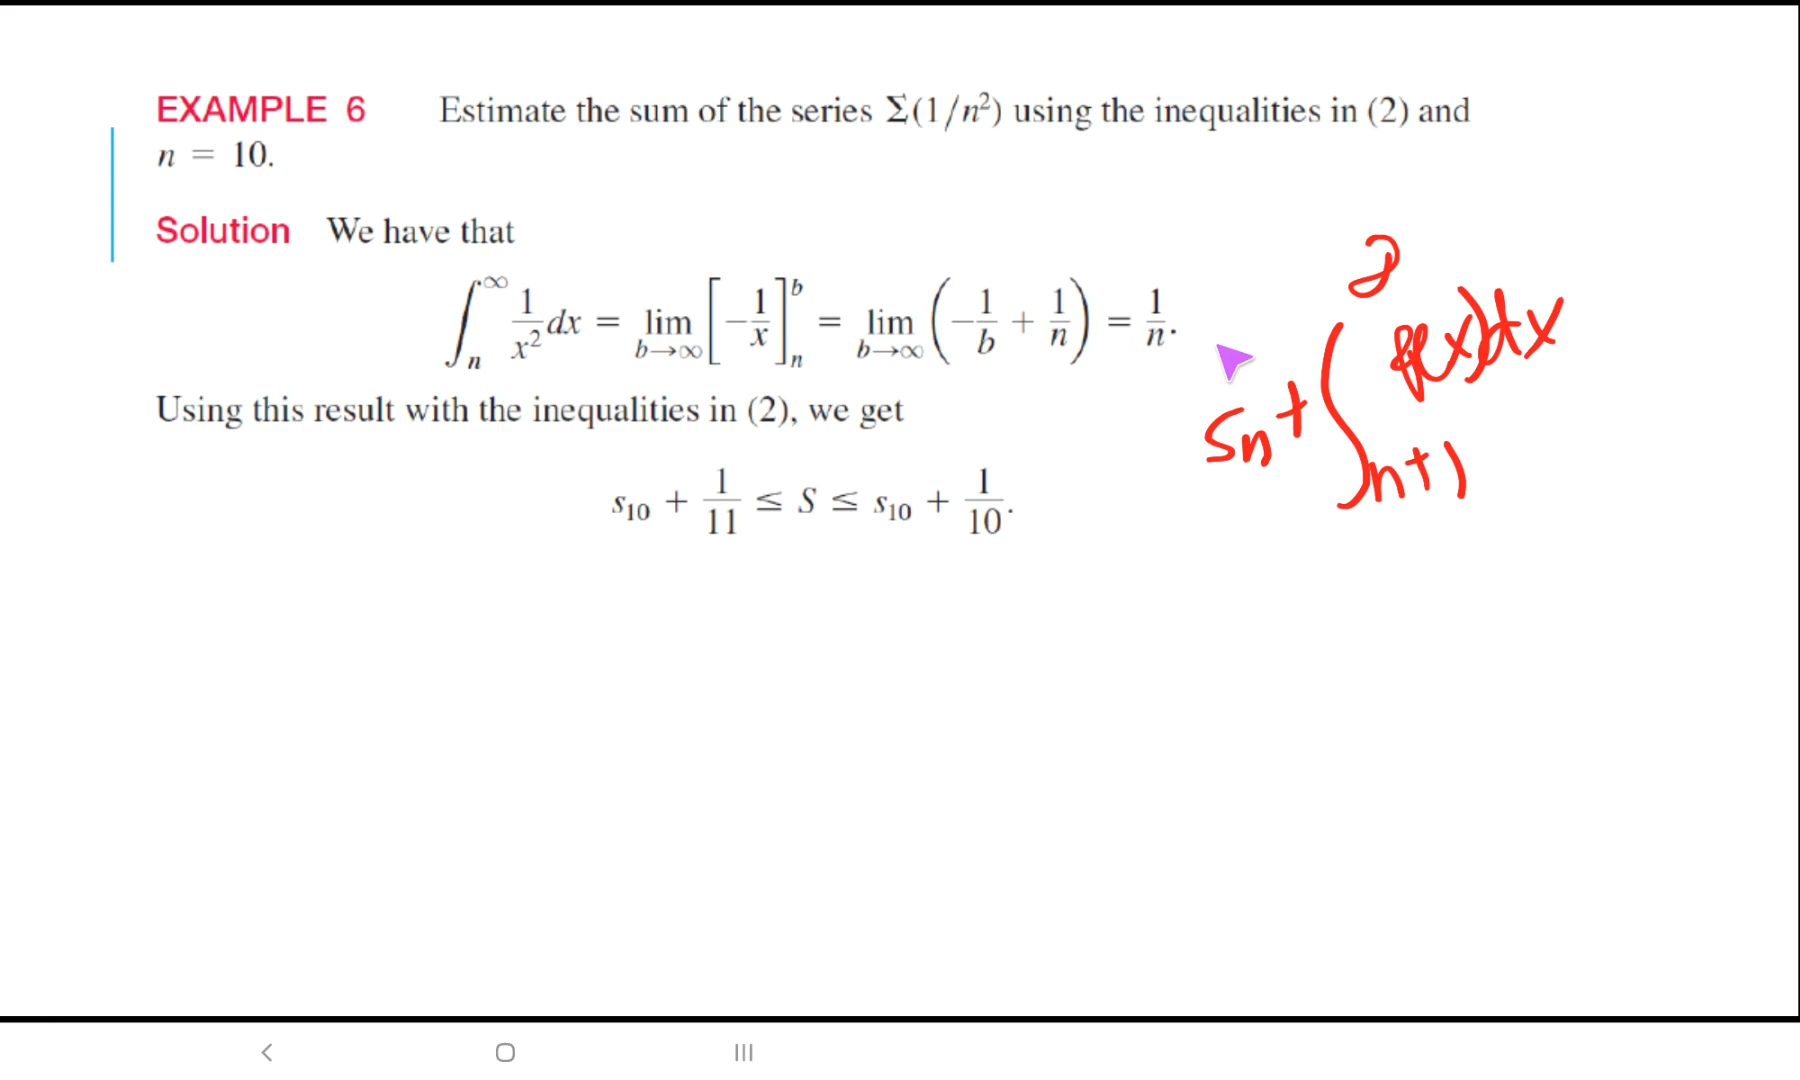 EXAMPLE 6 Estimate the sum of the series Σ(1/n²) using the inequalities in (2) and
n = 10.
Solution We have that
∫_n^∞ 1/x² dx = lim_{b→∞} [−1/x]_n^b = lim_{b→∞} (−1/b + 1/n) = 1/n.
Using this result with the inequalities in (2), we get
s₁₀ + 1/11 ≤ S ≤ s₁₀ + 1/10.
Sn + ∫_{n+1} f(x)dx